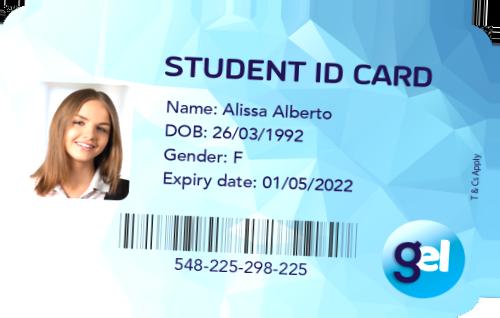 STUDENT ID CARD
Name: Alissa Alberto
DOB: 26/03/1992
Gender: F
Expiry date: 01/05/2022
T & Cs Apply
548-225-298-225
gel